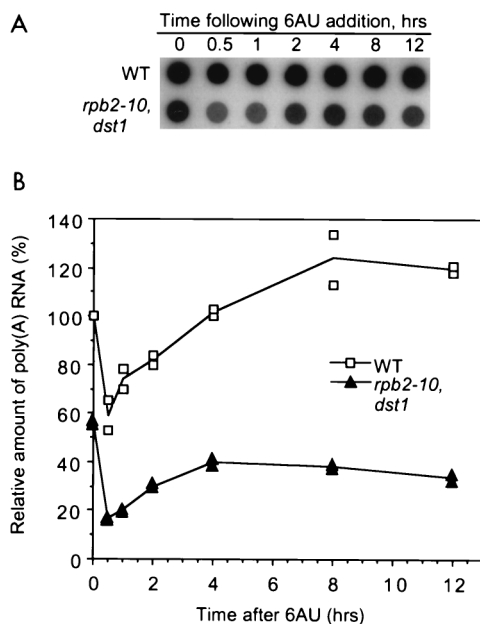 A
Time following 6AU addition, hrs
0 0.5 1 2 4 8 12
WT
rpb2-10,
dst1
B
Relative amount of poly(A) RNA (%)
140
120
100
80
60
40
20
0
WT
rpb2-10,
dst1
0 2 4 6 8 10 12
Time after 6AU (hrs)